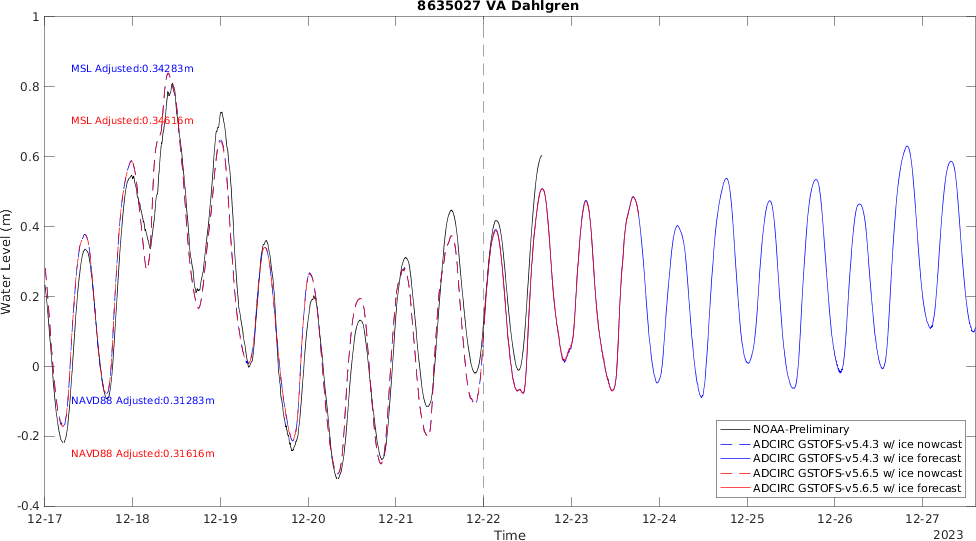 8635027 VA Dahlgren
1
0.8
0.6
0.4
0.2
0
-0.2
-0.4
Water Level (m)
MSL Adjusted:0.34283m
MSL Adjusted:0.34616m
NAVD88 Adjusted:0.31283m
NAVD88 Adjusted:0.31616m
NOAA-Preliminary
ADCIRC GSTOFS-v5.4.3 w/ ice nowcast
ADCIRC GSTOFS-v5.4.3 w/ ice forecast
ADCIRC GSTOFS-v5.6.5 w/ ice nowcast
ADCIRC GSTOFS-v5.6.5 w/ ice forecast
12-17 12-18 12-19 12-20 12-21 12-22 12-23 12-24 12-25 12-26 12-27
Time
2023